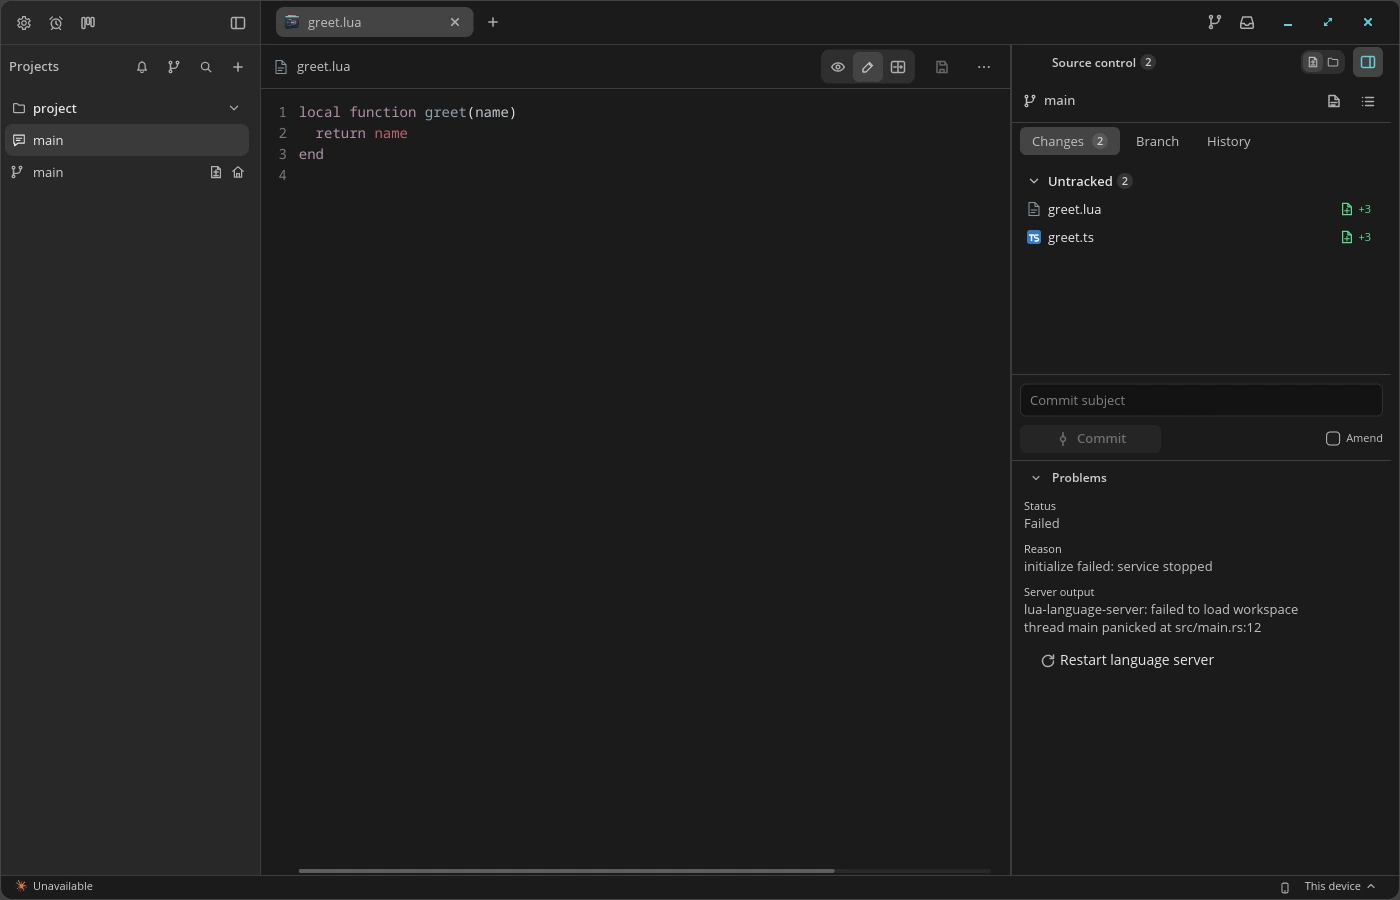 greet.lua
Projects
project
main
main
greet.lua
1 local function greet(name)
2 return name
3 end
4
Source control 2
main
Changes 2 Branch History
Untracked 2
greet.lua +3
TS greet.ts +3
Commit subject
Commit Amend
Problems
Status
Failed
Reason
initialize failed: service stopped
Server output
lua-language-server: failed to load workspace
thread main panicked at src/main.rs:12
Restart language server
Unavailable
This device